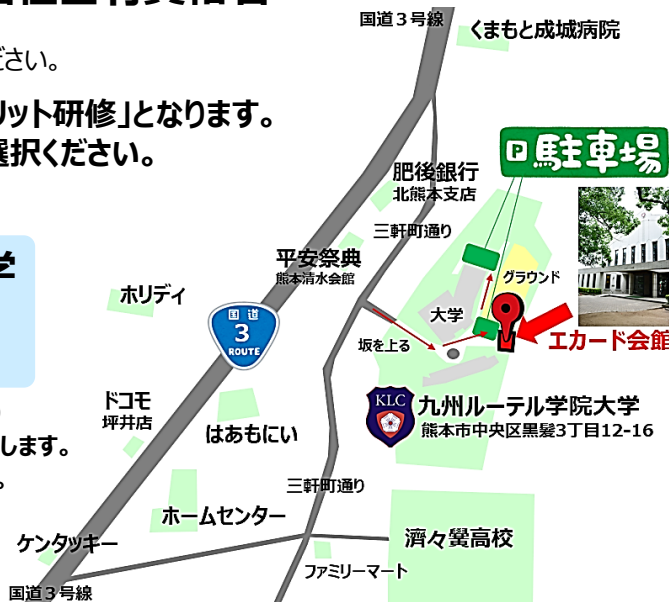 国道３号線
くまもと成城病院
ださい。
リット研修」となります。
選択ください。
P駐車場
肥後銀行
北熊本支店
三軒町通り
学
平安祭典
熊本清水会館
グラウンド
ホリディ
大学
国道
3
ROUTE
坂を上る
エカード会館
KLC
九州ルーテル学院大学
熊本市中央区黒髪3丁目12-16
ドコモ
坪井店
はあもにい
します。
三軒町通り
ホームセンター
済々黌高校
ケンタッキー
ファミリーマート
国道３号線